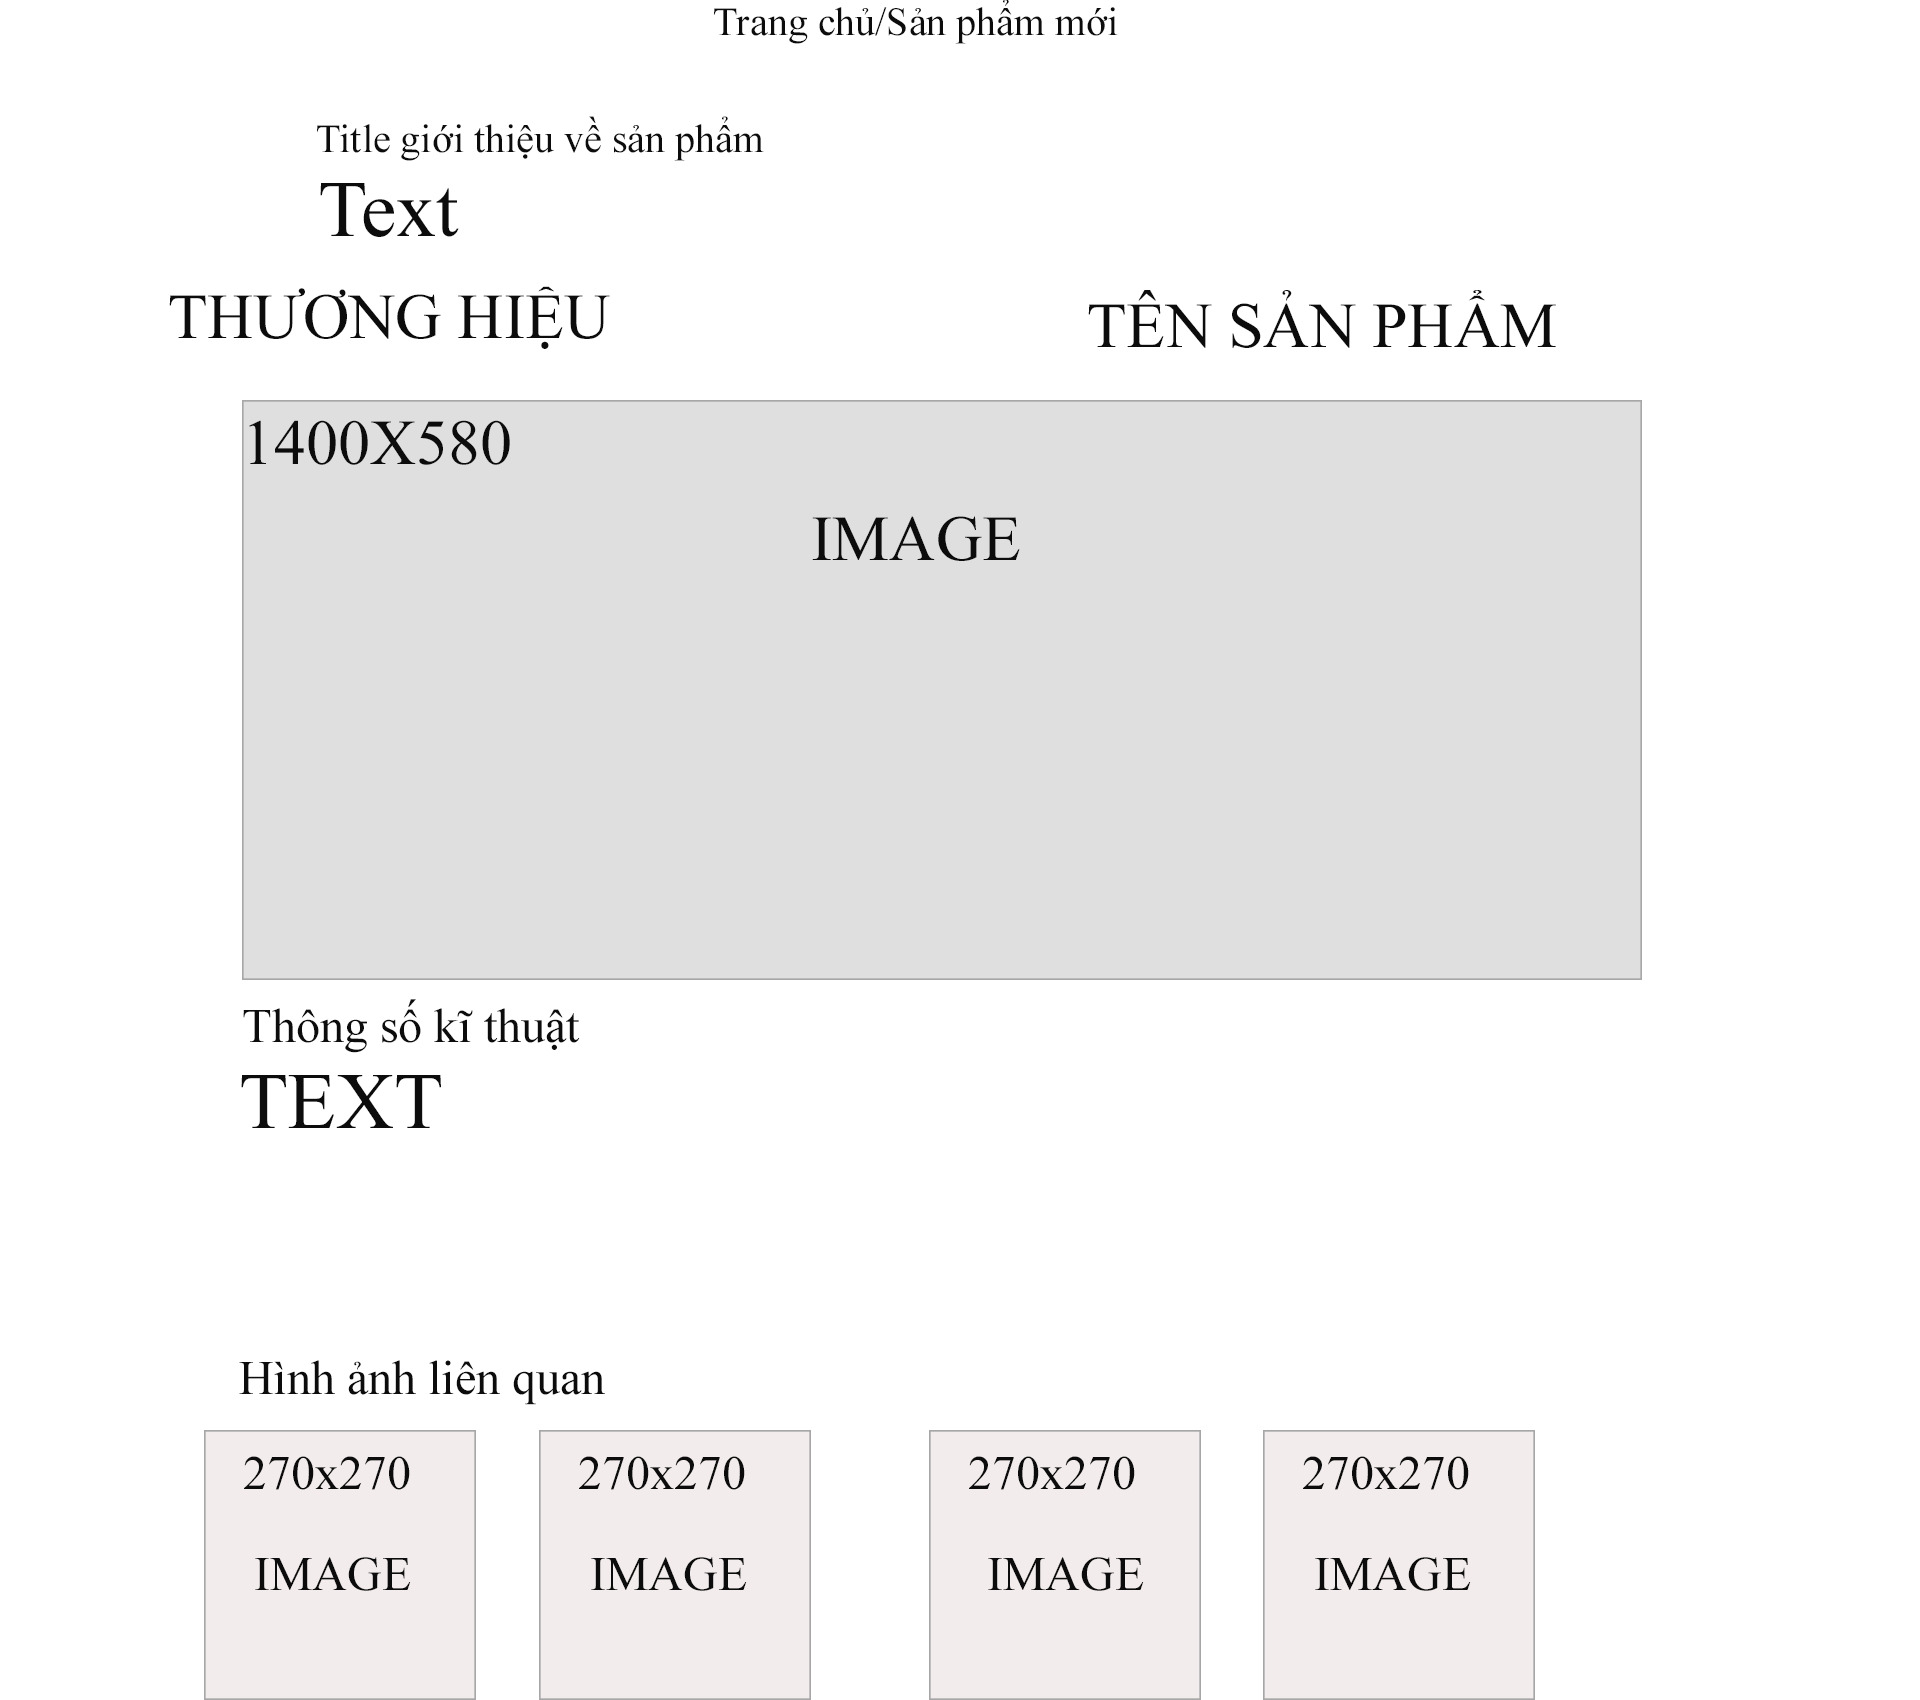 Trang chủ/Sản phẩm mới
Title giới thiệu về sản phẩm
Text
THƯƠNG HIỆU
TÊN SẢN PHẨM
1400X580
IMAGE
Thông số kĩ thuật
TEXT
Hình ảnh liên quan
270x270
IMAGE
270x270
IMAGE
270x270
IMAGE
270x270
IMAGE